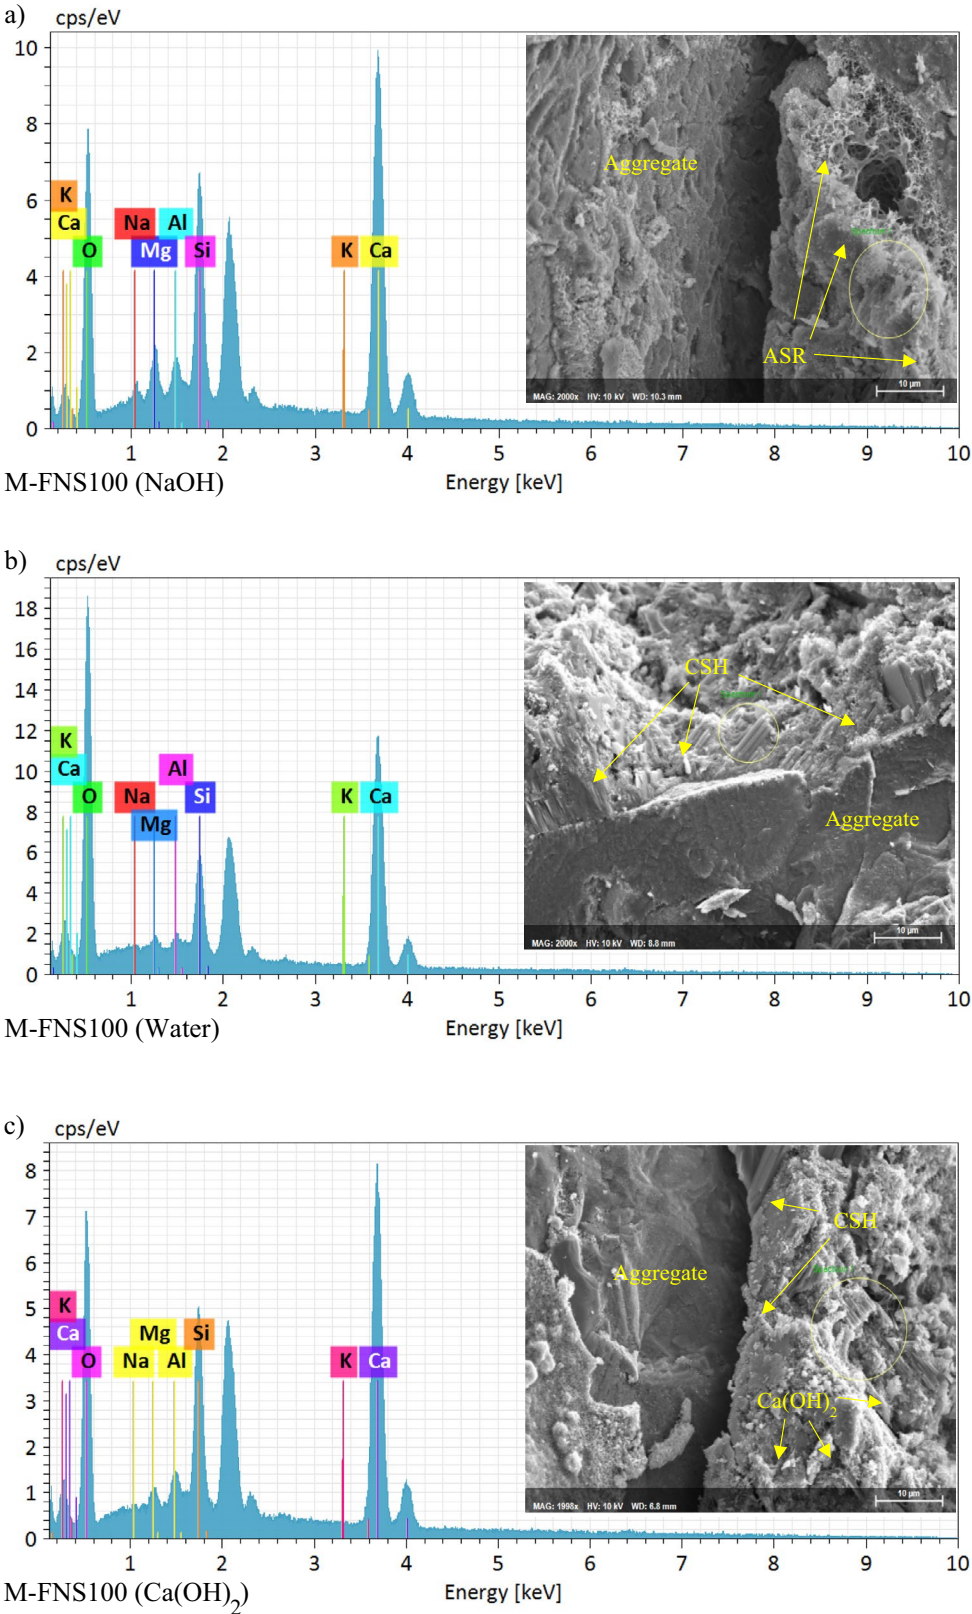 a)
cps/eV
10
8
6
4
2
0
K
Ca
O
Na
Al
Mg
Si
K
Ca
Aggregate
ASR
MAG: 2000x HV: 10 kV WD: 10.3 mm
10 µm
1 2 3 4 5 6 7 8 9 10
Energy [keV]
M-FNS100 (NaOH)
b)
cps/eV
18
16
14
12
10
8
6
4
2
0
K
Ca
O
Na
Al
Mg
Si
K
Ca
CSH
Aggregate
MAG: 2000x HV: 10 kV WD: 8.8 mm
10 µm
1 2 3 4 5 6 7 8 9 10
Energy [keV]
M-FNS100 (Water)
c)
cps/eV
8
7
6
5
4
3
2
1
0
K
Ca
O
Mg
Na
Al
Si
K
Ca
CSH
Aggregate
Ca(OH)2
MAG: 1998x HV: 10 kV WD: 6.8 mm
10 µm
1 2 3 4 5 6 7 8 9 10
Energy [keV]
M-FNS100 (Ca(OH)2)